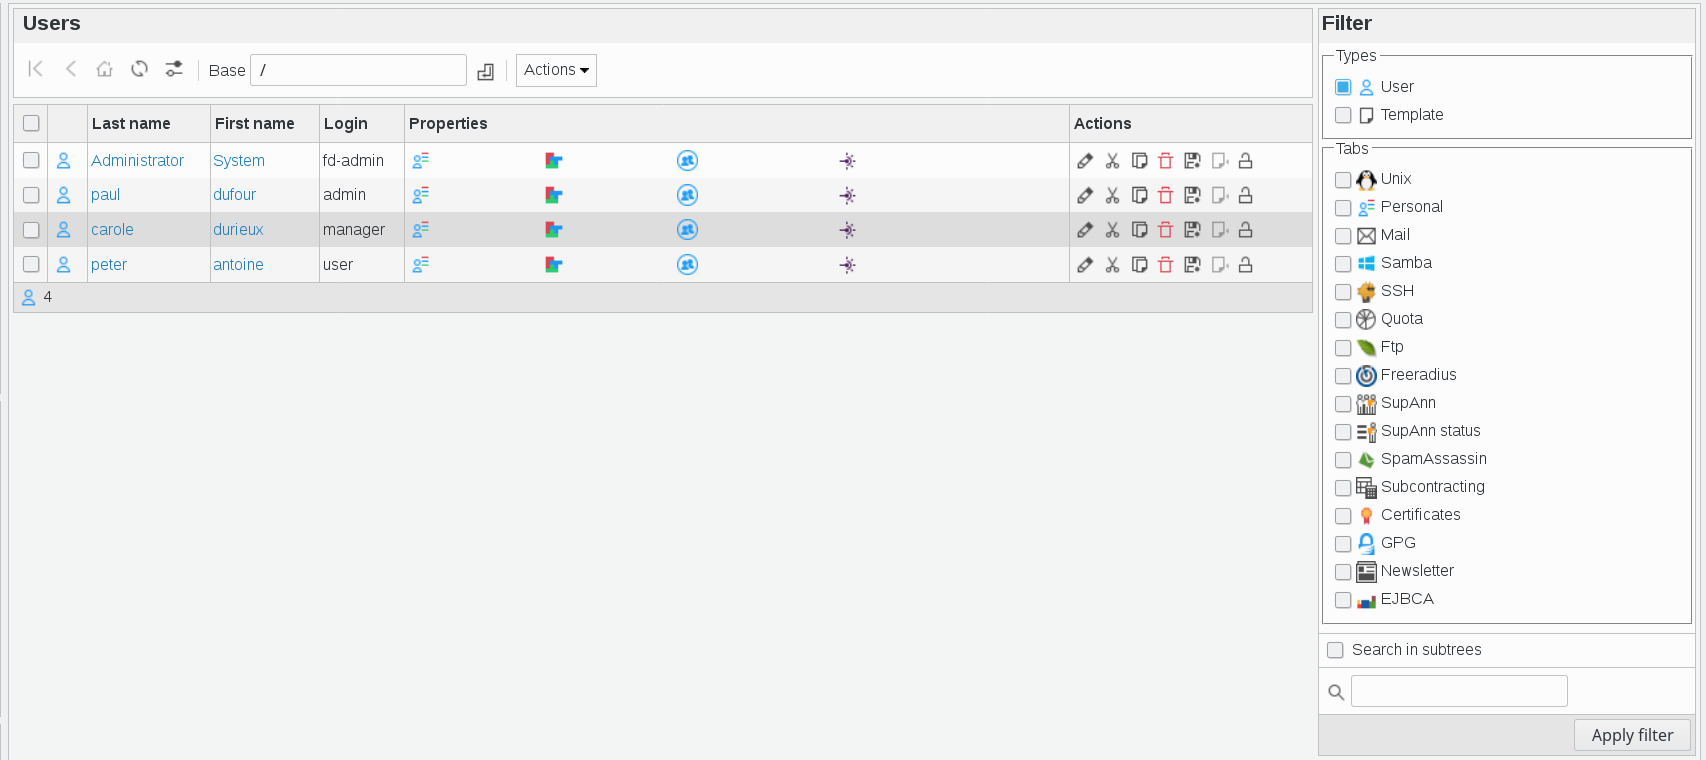 Users
Base / Actions
Last name First name Login Properties Actions
Administrator System fd-admin
paul dufour admin
carole durieux manager
peter antoine user
4
Filter
Types
User
Template
Tabs
Unix
Personal
Mail
Samba
SSH
Quota
Ftp
Freeradius
SupAnn
SupAnn status
SpamAssassin
Subcontracting
Certificates
GPG
Newsletter
EJBCA
Search in subtrees
Apply filter